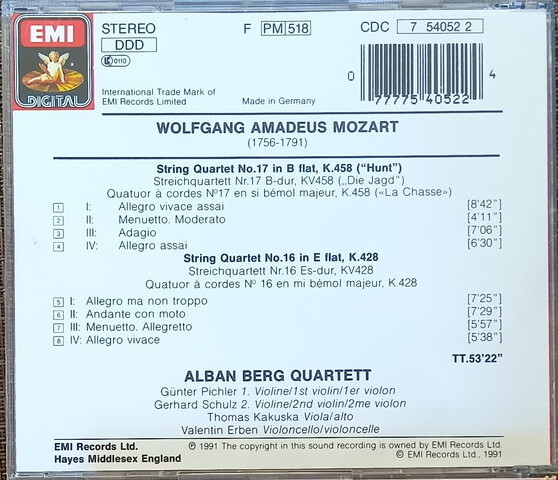 EMI
DIGITAL
STEREO
DDD
LC 0110
F PM 518
CDC 7 54052 2
0 77775 40522 4
International Trade Mark of
EMI Records Limited
Made in Germany
WOLFGANG AMADEUS MOZART
(1756-1791)
String Quartet No.17 in B flat, K.458 ("Hunt")
Streichquartett Nr.17 B-dur, KV458 („Die Jagd")
Quatuor à cordes Nº17 en si bémol majeur, K.458 («La Chasse»)
1 I: Allegro vivace assai [8'42"]
2 II: Menuetto. Moderato [4'11"]
3 III: Adagio [7'06"]
4 IV: Allegro assai [6'30"]
String Quartet No.16 in E flat, K.428
Streichquartett Nr.16 Es-dur, KV428
Quatuor à cordes Nº 16 en mi bémol majeur, K.428
5 I: Allegro ma non troppo [7'25"]
6 II: Andante con moto [7'29"]
7 III: Menuetto. Allegretto [5'57"]
8 IV: Allegro vivace [5'38"]
TT.53'22"
ALBAN BERG QUARTETT
Günter Pichler 1. Violine/1st violin/1er violon
Gerhard Schulz 2. Violine/2nd violin/2me violon
Thomas Kakuska Viola/alto
Valentin Erben Violoncello/violoncelle
EMI Records Ltd.
Hayes Middlesex England
℗ 1991 The copyright in this sound recording is owned by EMI Records Ltd.
© EMI Records Ltd., 1991